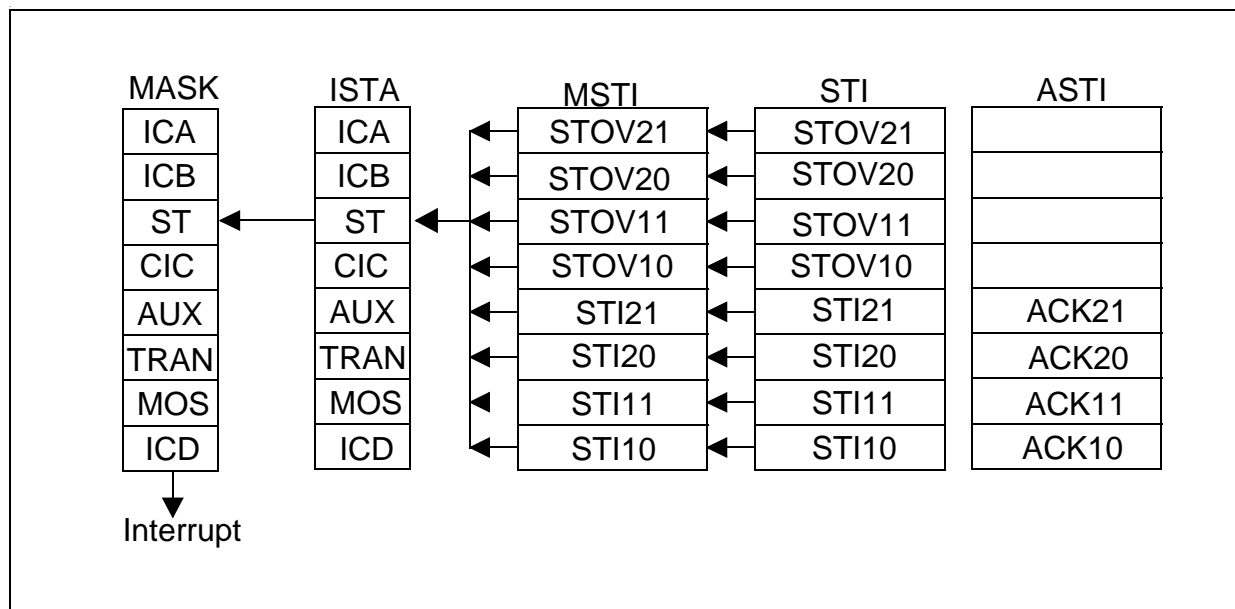 MASK ISTA MSTI STI ASTI
ICA ICA STOV21 STOV21
ICB ICB STOV20 STOV20
ST ST STOV11 STOV11
CIC CIC STOV10 STOV10
AUX AUX STI21 STI21 ACK21
TRAN TRAN STI20 STI20 ACK20
MOS MOS STI11 STI11 ACK11
ICD ICD STI10 STI10 ACK10
Interrupt